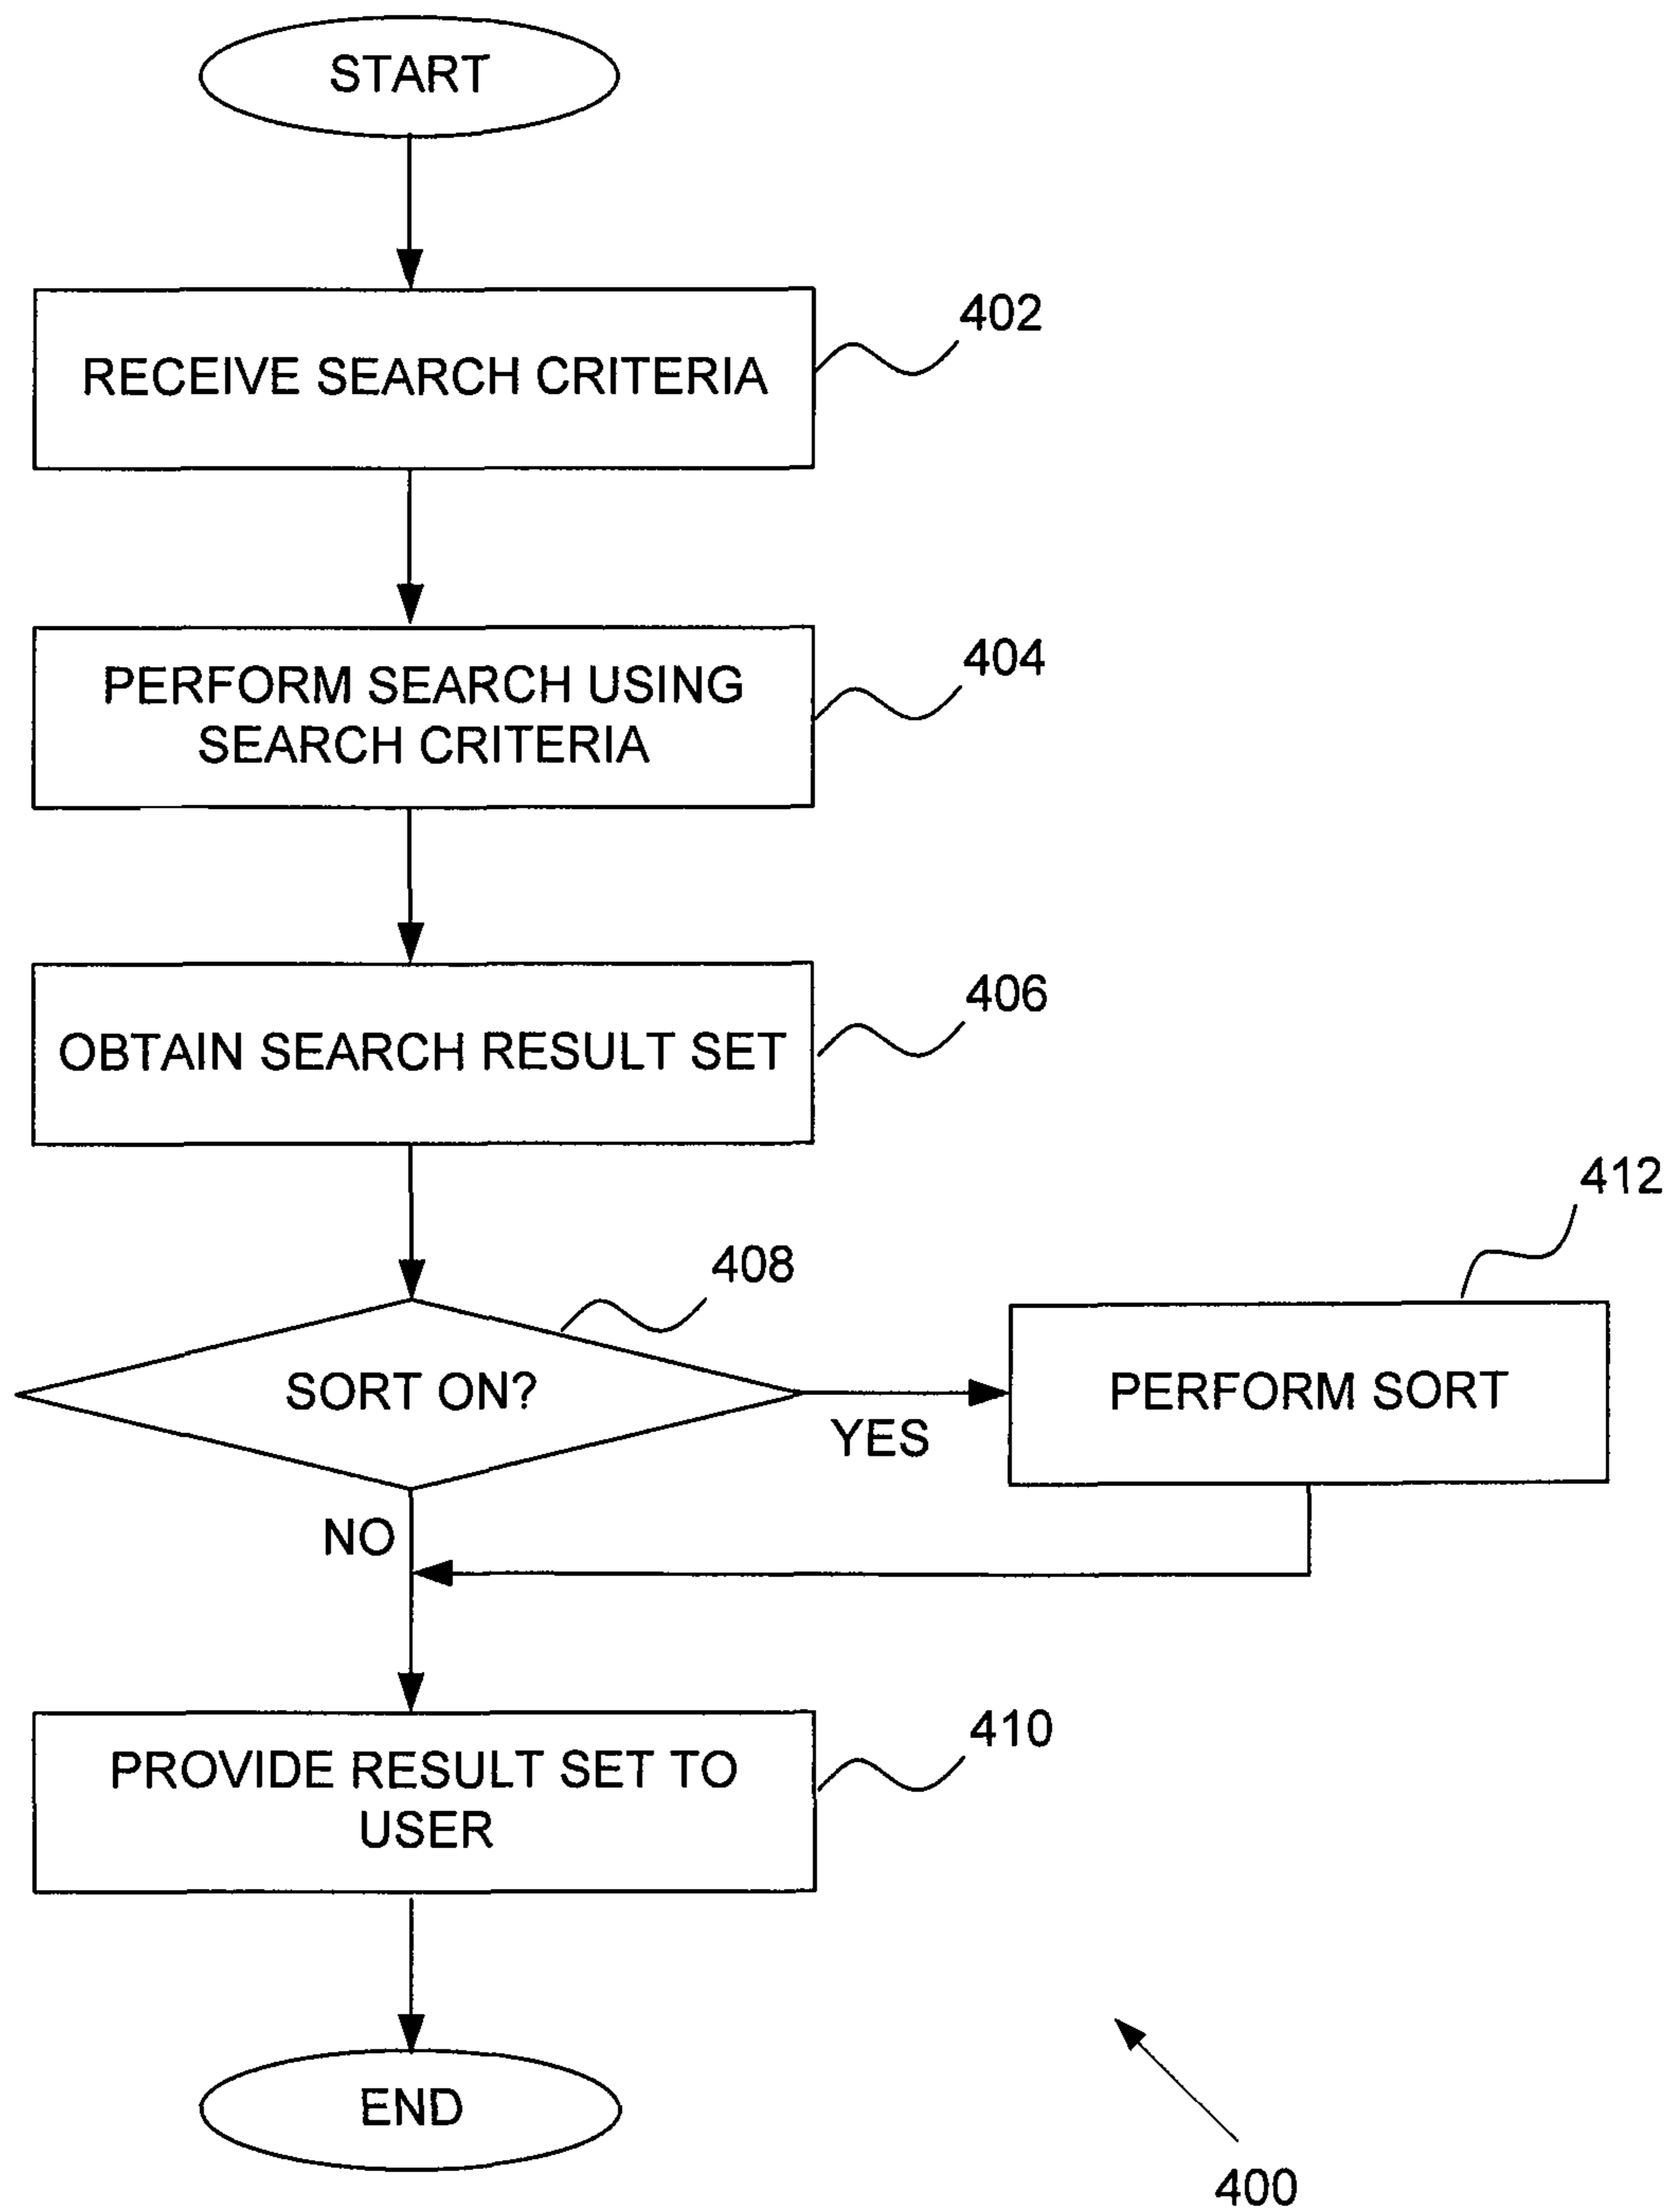 START
RECEIVE SEARCH CRITERIA
402
PERFORM SEARCH USING
SEARCH CRITERIA
404
OBTAIN SEARCH RESULT SET
406
412
408
SORT ON?
YES
PERFORM SORT
NO
PROVIDE RESULT SET TO
USER
410
END
400